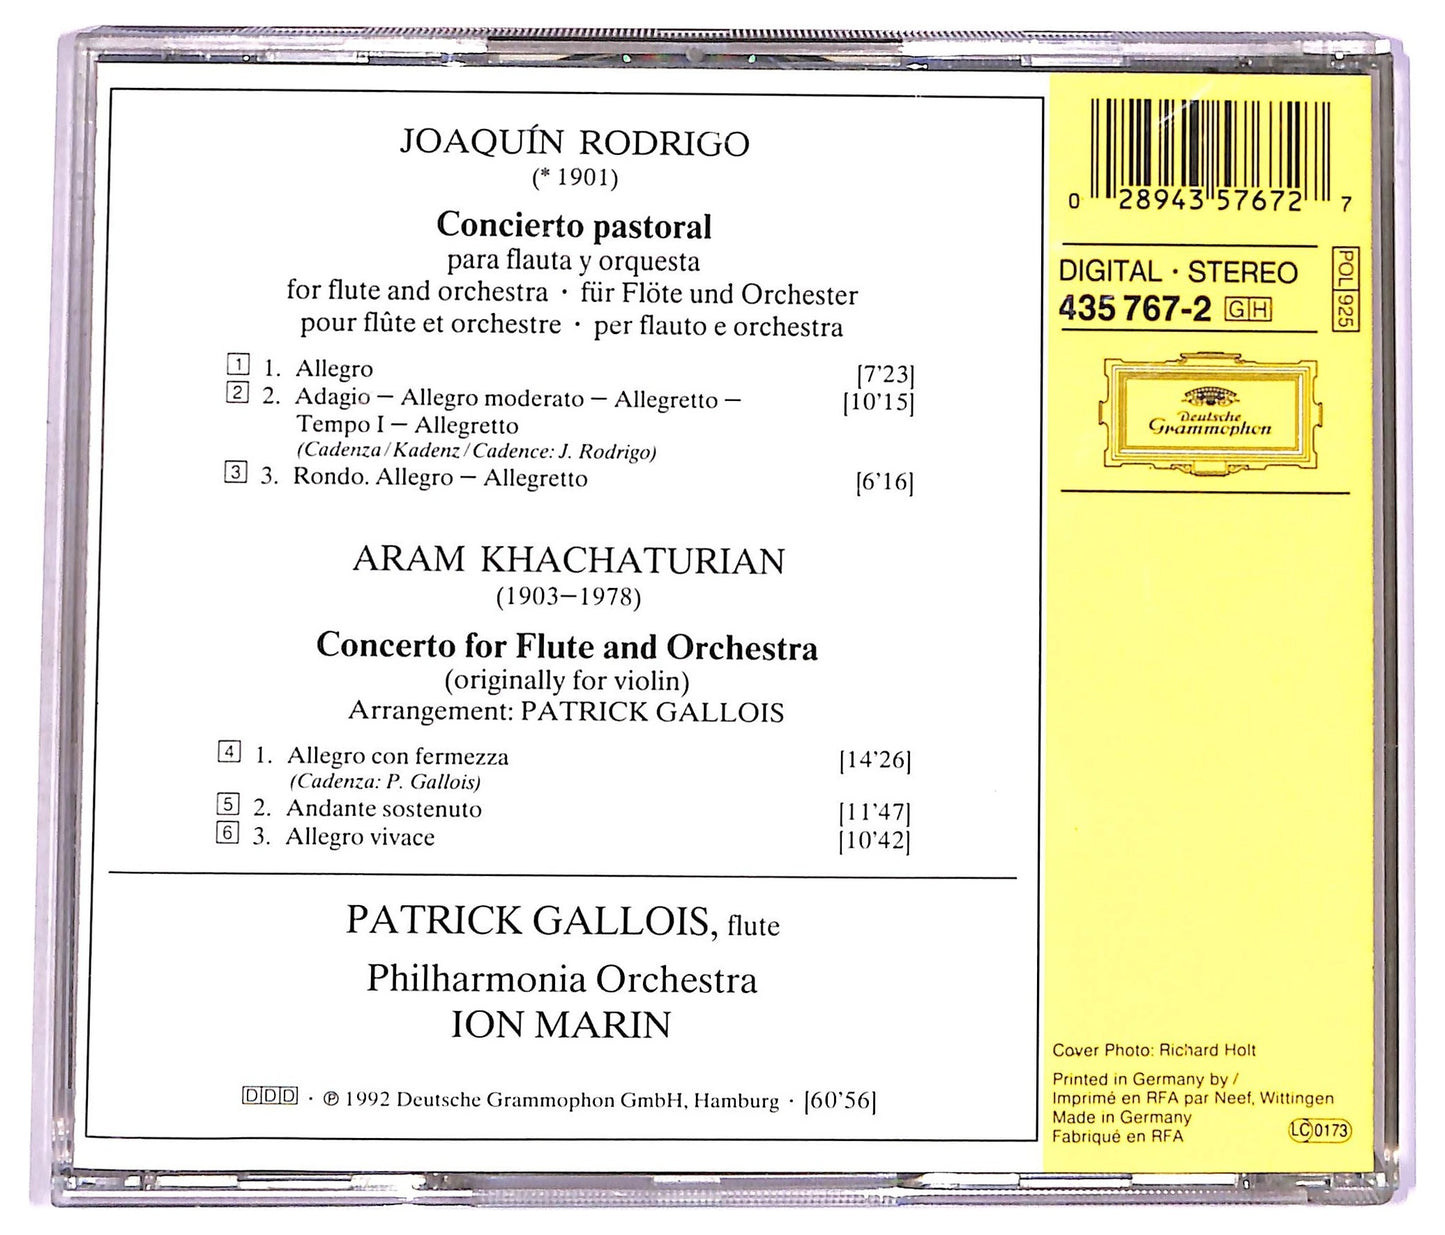 JOAQUÍN RODRIGO
(* 1901)
Concierto pastoral
para flauta y orquesta
for flute and orchestra · für Flöte und Orchester
pour flûte et orchestre · per flauto e orchestra
1 1. Allegro [7'23]
2 2. Adagio – Allegro moderato – Allegretto – [10'15]
Tempo I – Allegretto
(Cadenza/Kadenz/Cadence: J. Rodrigo)
3 3. Rondo. Allegro – Allegretto [6'16]
ARAM KHACHATURIAN
(1903–1978)
Concerto for Flute and Orchestra
(originally for violin)
Arrangement: PATRICK GALLOIS
4 1. Allegro con fermezza [14'26]
(Cadenza: P. Gallois)
5 2. Andante sostenuto [11'47]
6 3. Allegro vivace [10'42]
PATRICK GALLOIS, flute
Philharmonia Orchestra
ION MARIN
DDD · ℗ 1992 Deutsche Grammophon GmbH, Hamburg · [60'56]
0 28943 57672 7
DIGITAL · STEREO
435 767-2 GH
POL 925
Deutsche
Grammophon
Cover Photo: Richard Holt
Printed in Germany by /
Imprimé en RFA par Neef, Wittingen
Made in Germany
Fabriqué en RFA
LC 0173